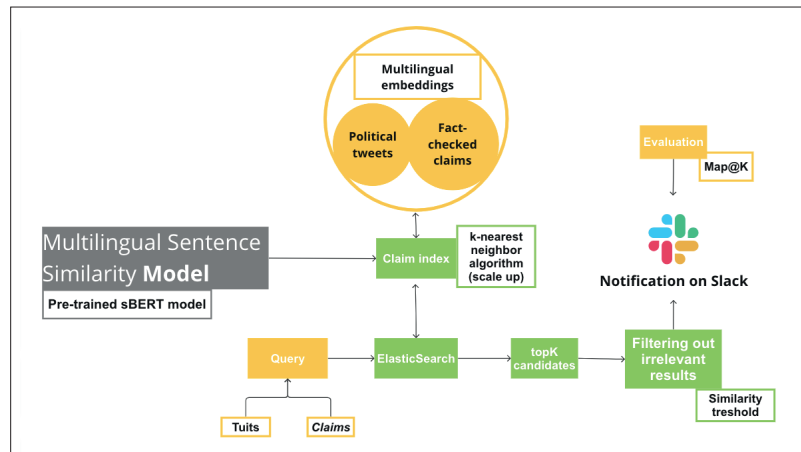 Multilingual
embeddings
Political
tweets
Fact-
checked
claims
Evaluation
Map@K
Multilingual Sentence
Similarity Model
Pre-trained sBERT model
Claim index
k-nearest
neighbor
algorithm
(scale up)
Notification on Slack
Query
ElasticSearch
topK
candidates
Filtering out
irrelevant
results
Similarity
treshold
Tuits
Claims